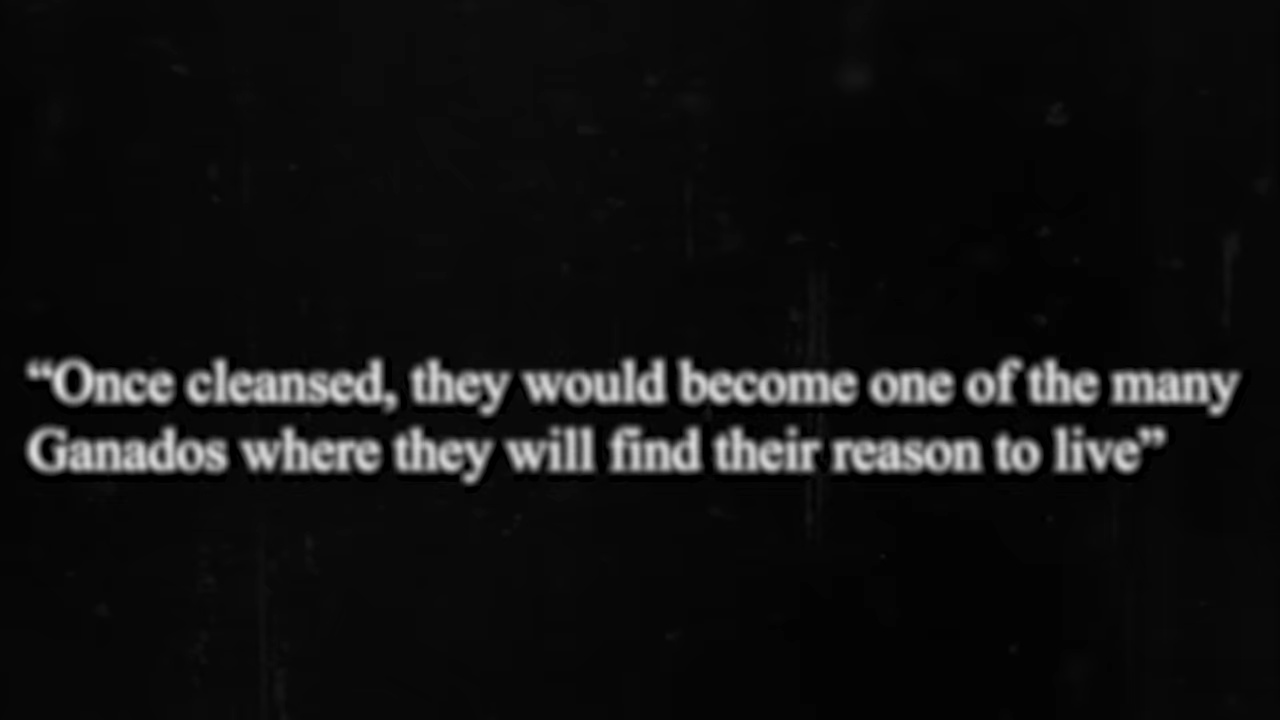 “Once cleansed, they would become one of the many
Ganados where they will find their reason to live”